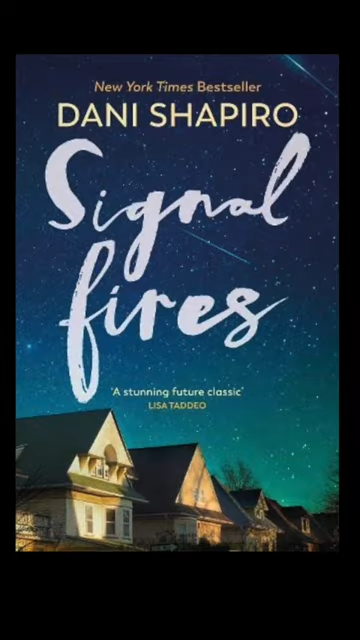 New York Times Bestseller
DANI SHAPIRO
Signal
fires
'A stunning future classic'
LISA TADDEO